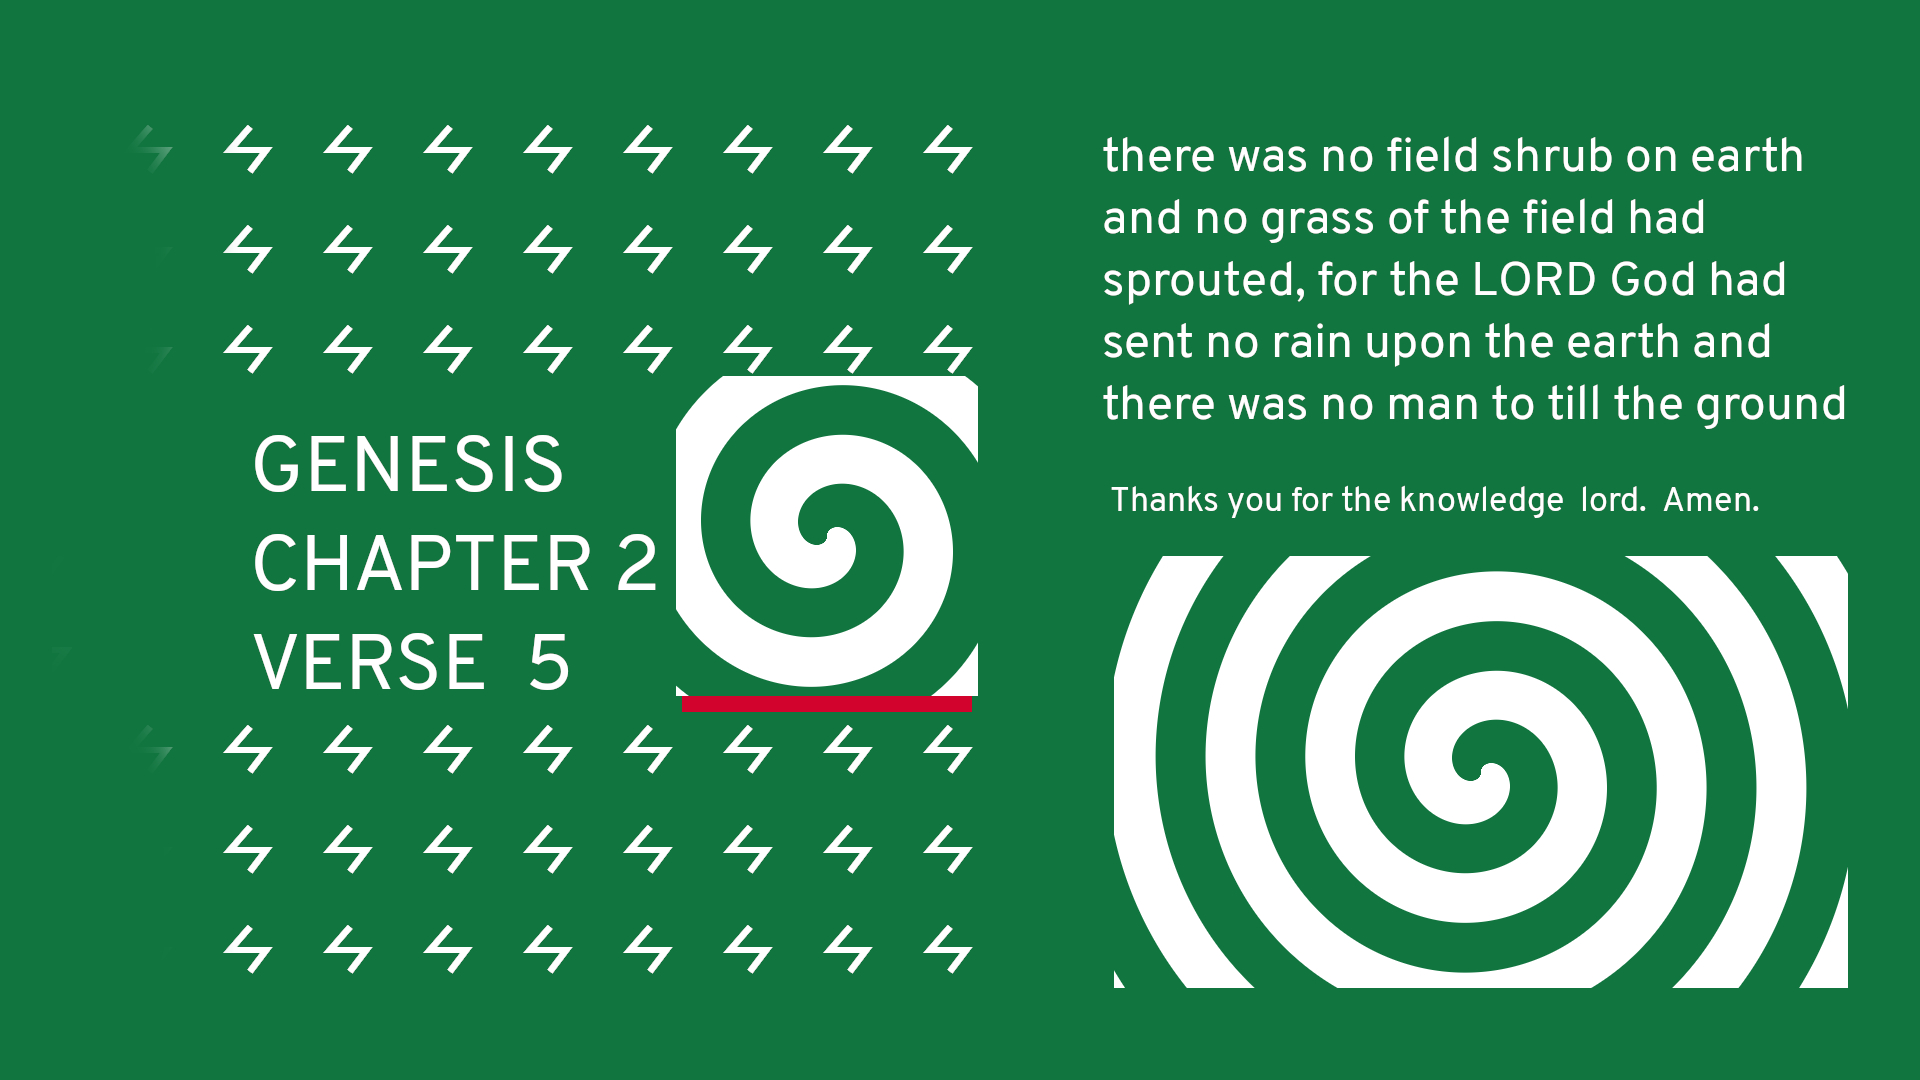 GENESIS
CHAPTER 2
VERSE  5
there was no field shrub on earth
and no grass of the field had
sprouted, for the LORD God had
sent no rain upon the earth and
there was no man to till the ground
Thanks you for the knowledge  lord.  Amen.